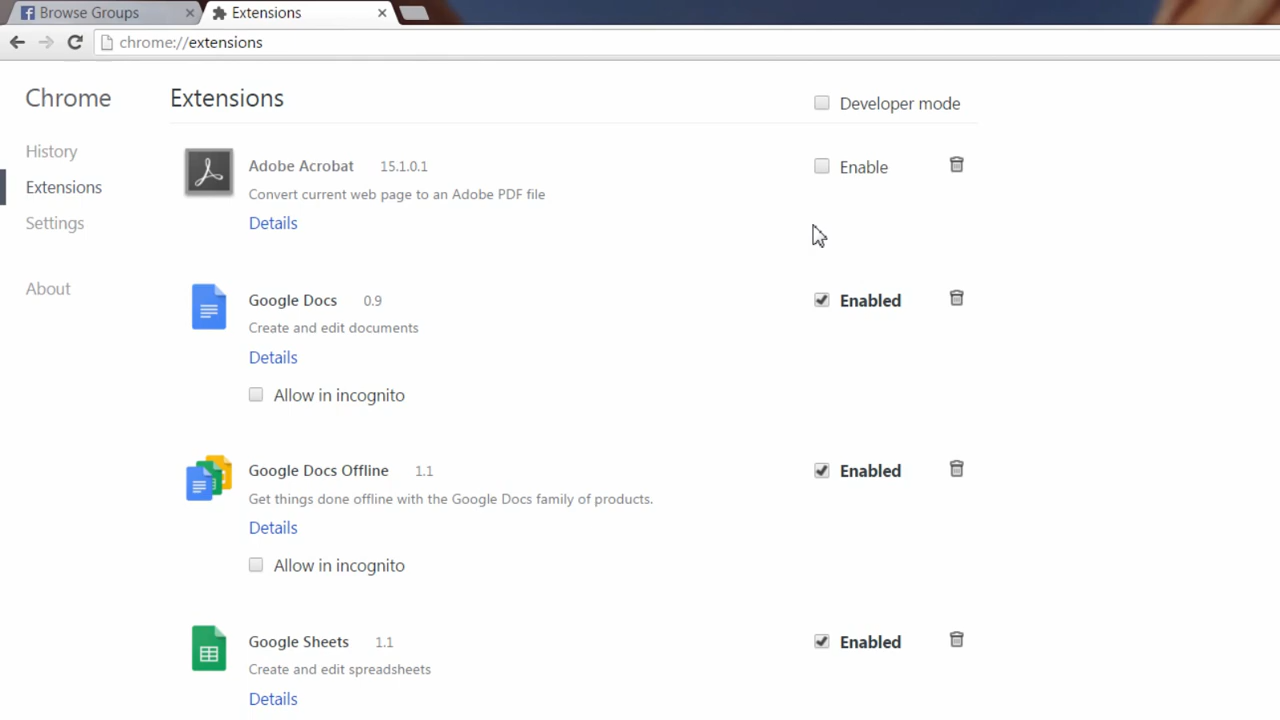 Browse Groups
Extensions
chrome://extensions
Chrome
Extensions
Developer mode
History
Extensions
Settings
About
Adobe Acrobat 15.1.0.1
Enable
Convert current web page to an Adobe PDF file
Details
Google Docs 0.9
Enabled
Create and edit documents
Details
Allow in incognito
Google Docs Offline 1.1
Enabled
Get things done offline with the Google Docs family of products.
Details
Allow in incognito
Google Sheets 1.1
Enabled
Create and edit spreadsheets
Details